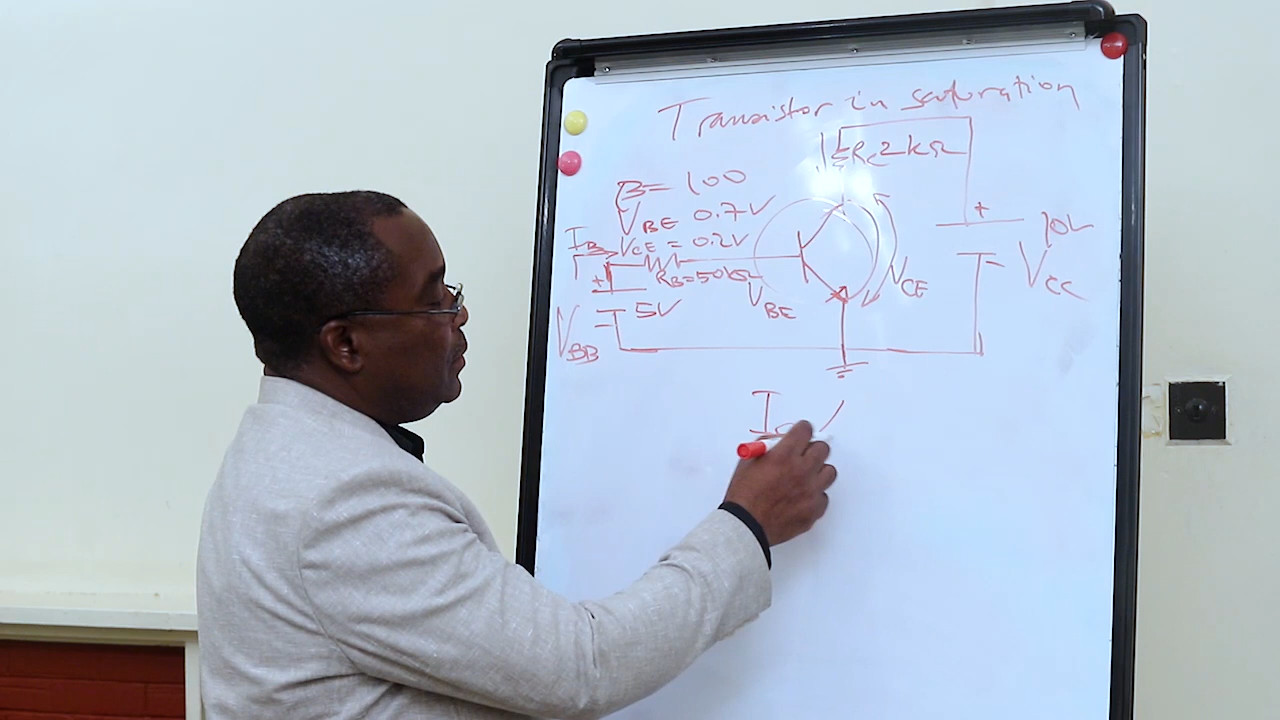 Transistor in saturation
RC 2kΩ
β = 100
VBE 0.7V
IB VCE = 0.2V
+ 10V
RB=50kΩ
VCE
VCC
+ 5V
VBE
VBB